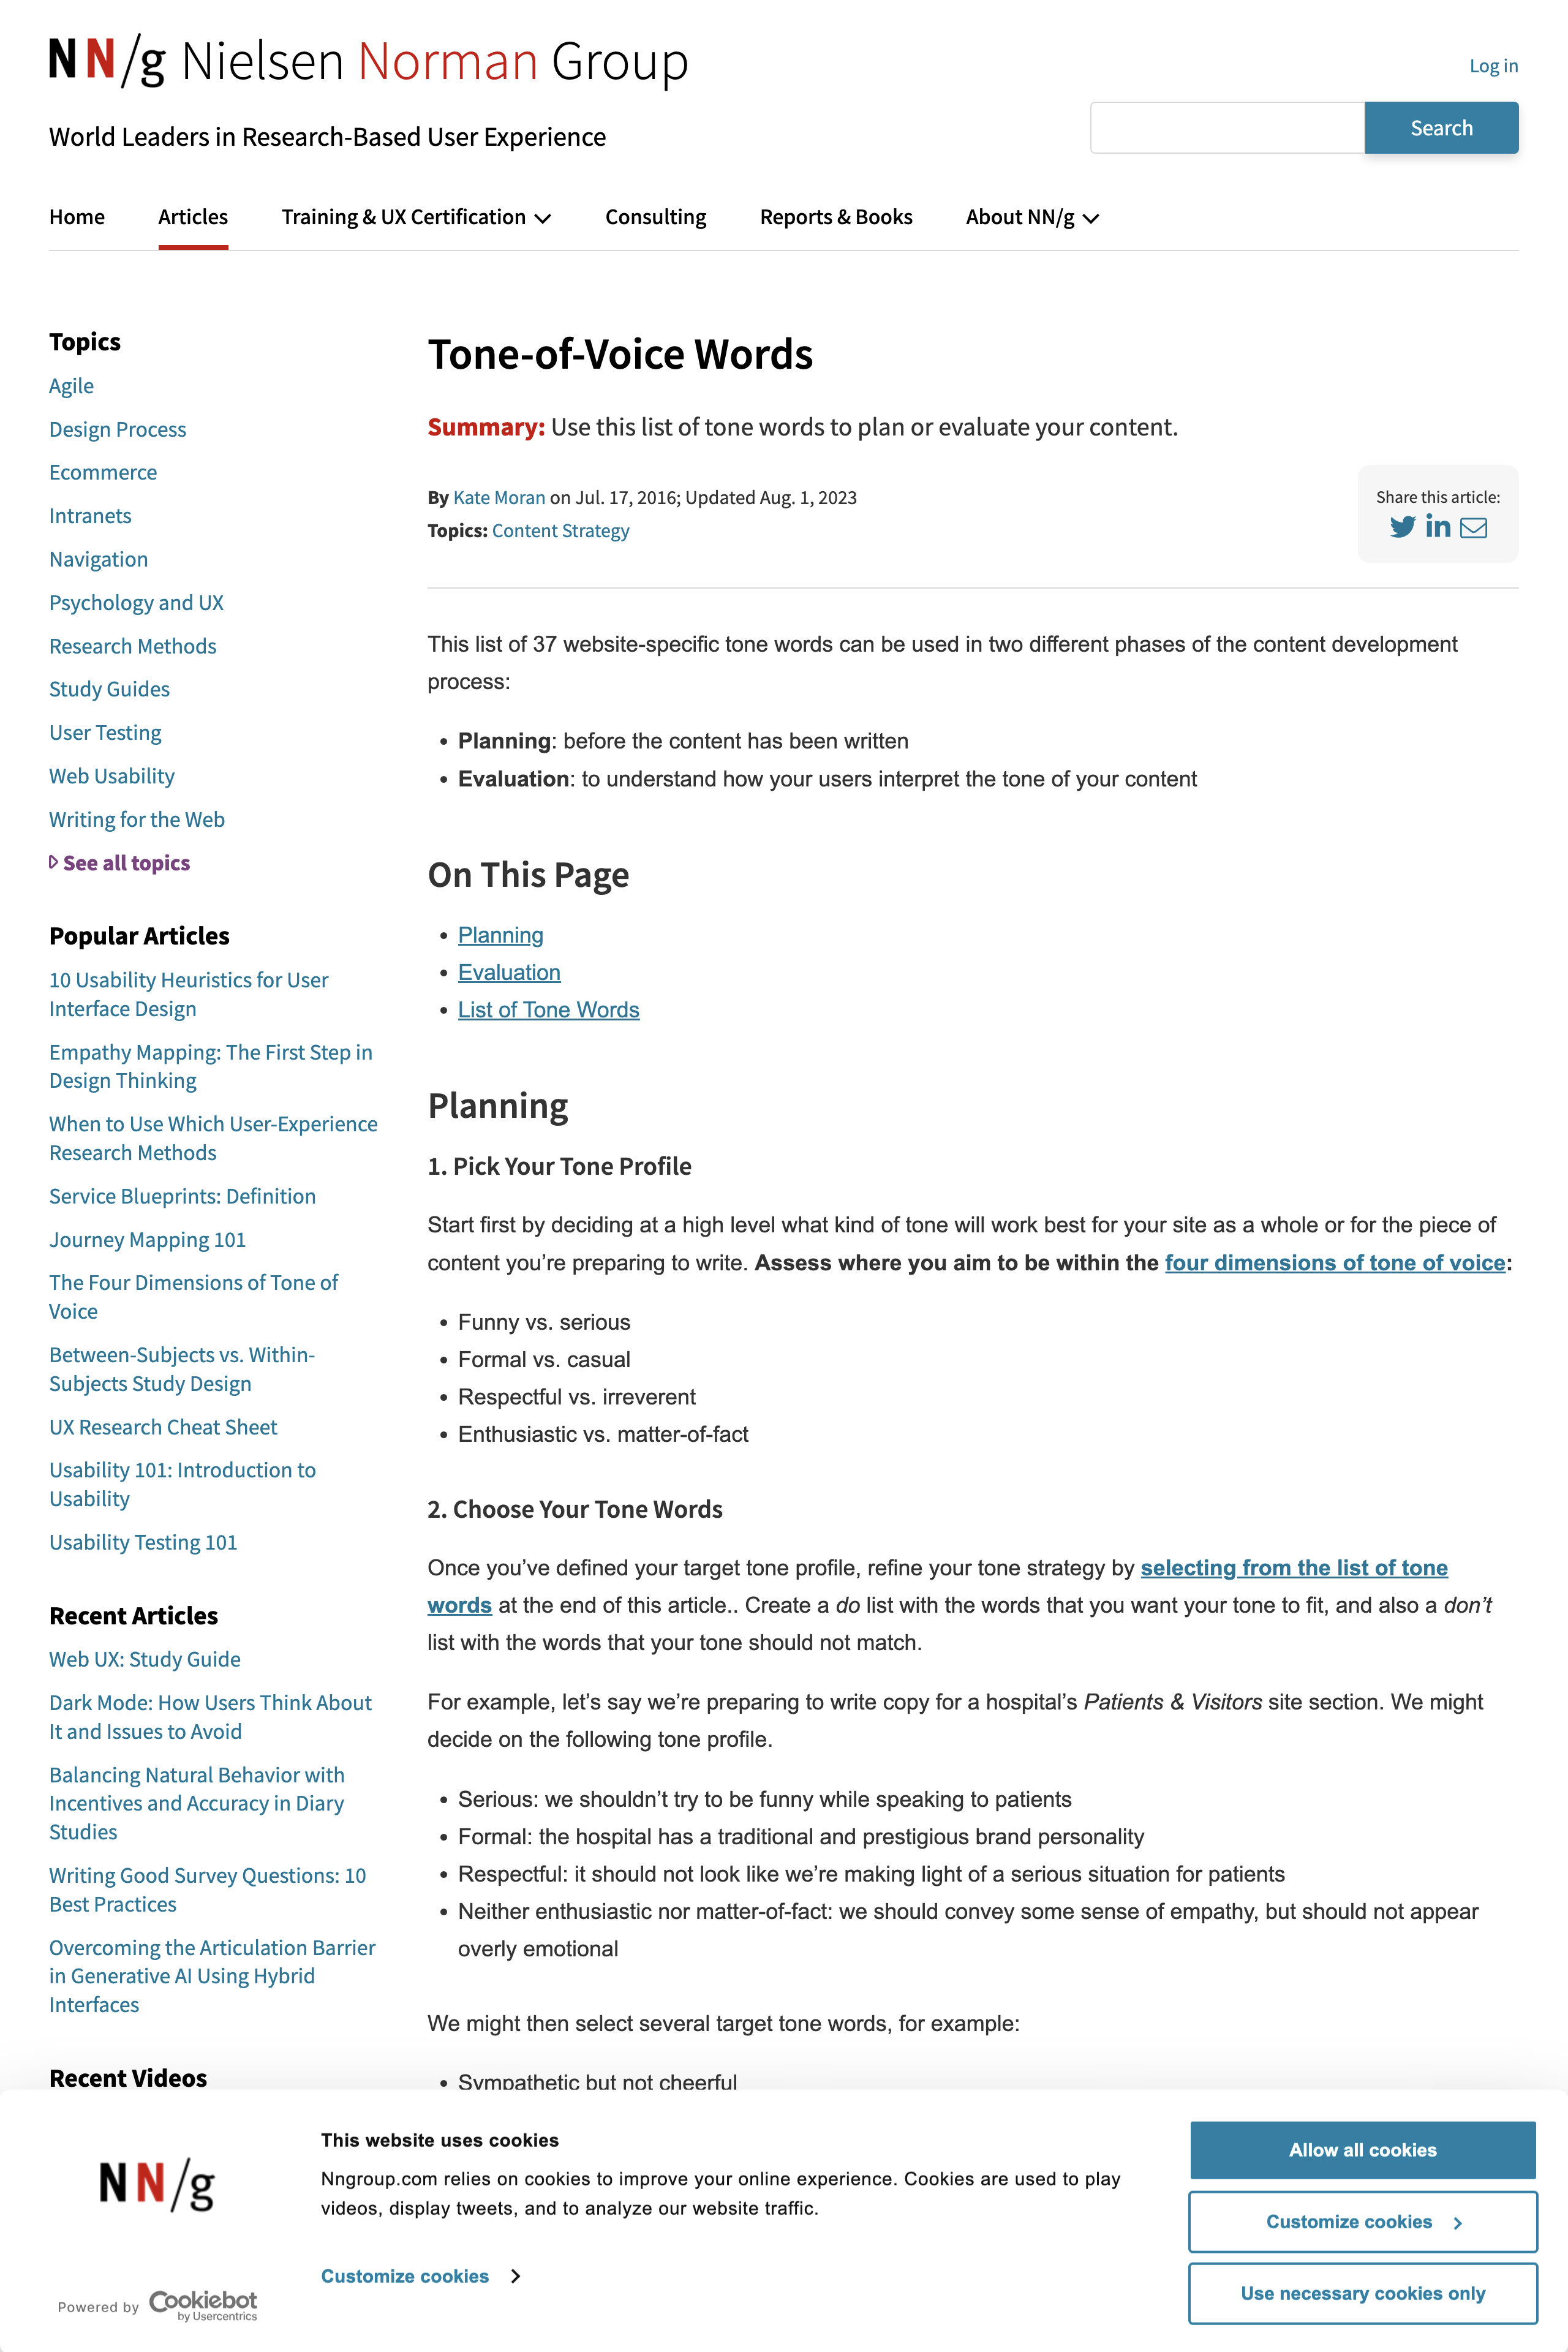 NN/g Nielsen Norman Group
Log in
World Leaders in Research-Based User Experience
Search
Home Articles Training & UX Certification Consulting Reports & Books About NN/g
Topics
Agile
Design Process
Ecommerce
Intranets
Navigation
Psychology and UX
Research Methods
Study Guides
User Testing
Web Usability
Writing for the Web
See all topics
Popular Articles
10 Usability Heuristics for User
Interface Design
Empathy Mapping: The First Step in
Design Thinking
When to Use Which User-Experience
Research Methods
Service Blueprints: Definition
Journey Mapping 101
The Four Dimensions of Tone of
Voice
Between-Subjects vs. Within-
Subjects Study Design
UX Research Cheat Sheet
Usability 101: Introduction to
Usability
Usability Testing 101
Recent Articles
Web UX: Study Guide
Dark Mode: How Users Think About
It and Issues to Avoid
Balancing Natural Behavior with
Incentives and Accuracy in Diary
Studies
Writing Good Survey Questions: 10
Best Practices
Overcoming the Articulation Barrier
in Generative AI Using Hybrid
Interfaces
Recent Videos
Tone-of-Voice Words
Summary: Use this list of tone words to plan or evaluate your content.
By Kate Moran on Jul. 17, 2016; Updated Aug. 1, 2023
Topics: Content Strategy
Share this article:
This list of 37 website-specific tone words can be used in two different phases of the content development
process:
• Planning: before the content has been written
• Evaluation: to understand how your users interpret the tone of your content
On This Page
• Planning
• Evaluation
• List of Tone Words
Planning
1. Pick Your Tone Profile
Start first by deciding at a high level what kind of tone will work best for your site as a whole or for the piece of
content you’re preparing to write. Assess where you aim to be within the four dimensions of tone of voice:
• Funny vs. serious
• Formal vs. casual
• Respectful vs. irreverent
• Enthusiastic vs. matter-of-fact
2. Choose Your Tone Words
Once you’ve defined your target tone profile, refine your tone strategy by selecting from the list of tone
words at the end of this article.. Create a do list with the words that you want your tone to fit, and also a don’t
list with the words that your tone should not match.
For example, let’s say we’re preparing to write copy for a hospital’s Patients & Visitors site section. We might
decide on the following tone profile.
• Serious: we shouldn’t try to be funny while speaking to patients
• Formal: the hospital has a traditional and prestigious brand personality
• Respectful: it should not look like we’re making light of a serious situation for patients
• Neither enthusiastic nor matter-of-fact: we should convey some sense of empathy, but should not appear
overly emotional
We might then select several target tone words, for example:
• Sympathetic but not cheerful
NN/g
Powered by Cookiebot
by Usercentrics
This website uses cookies
Nngroup.com relies on cookies to improve your online experience. Cookies are used to play
videos, display tweets, and to analyze our website traffic.
Customize cookies
Allow all cookies
Customize cookies
Use necessary cookies only